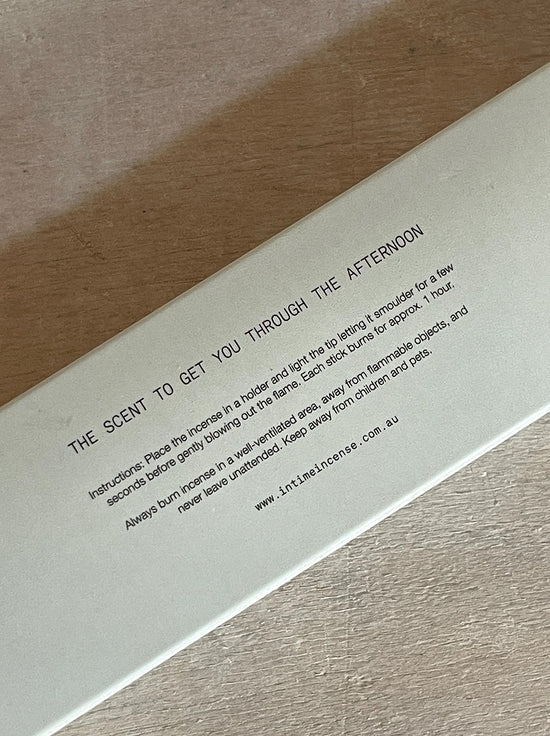 THE SCENT TO GET YOU THROUGH THE AFTERNOON
Instructions: Place the incense in a holder and light the tip letting it smoulder for a few
seconds before gently blowing out the flame. Each stick burns for approx. 1 hour.
Always burn incense in a well-ventilated area, away from flammable objects, and
never leave unattended. Keep away from children and pets.
www.intimeincense.com.au